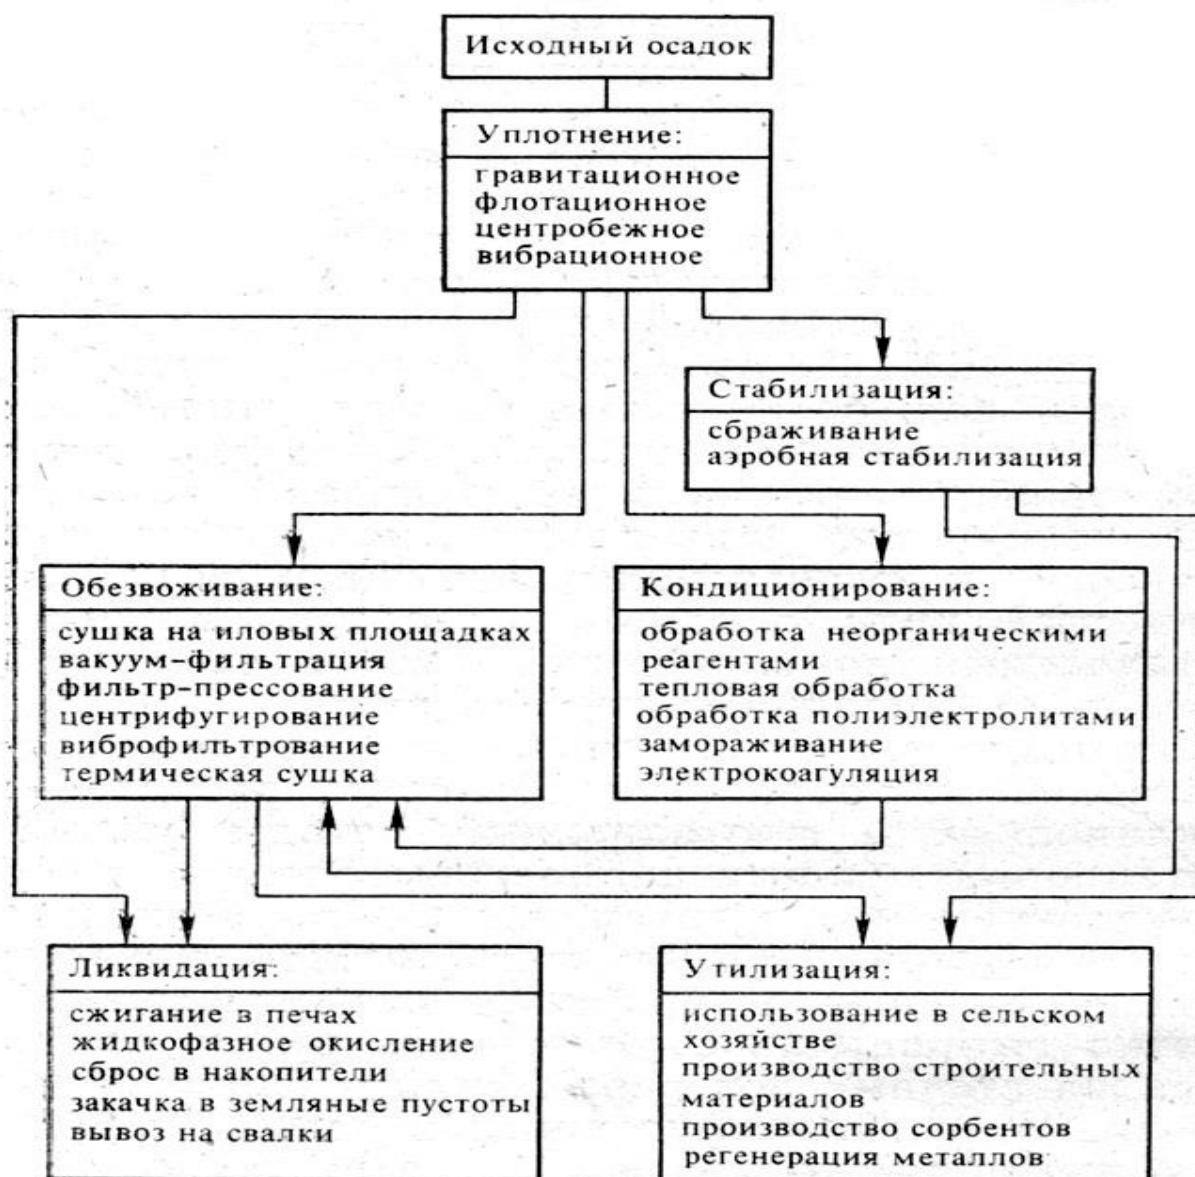 Исходный осадок
Уплотнение:
гравитационное
флотационное
центробежное
вибрационное
Стабилизация:
сбраживание
аэробная стабилизация
Обезвоживание:
сушка на иловых площадках
вакуум-фильтрация
фильтр-прессование
центрифугирование
виброфильтрование
термическая сушка
Кондиционирование:
обработка неорганическими
реагентами
тепловая обработка
обработка полиэлектролитами
замораживание
электрокоагуляция
Ликвидация:
сжигание в печах
жидкофазное окисление
сброс в накопители
закачка в земляные пустоты
вывоз на свалки
Утилизация:
использование в сельском
хозяйстве
производство строительных
материалов
производство сорбентов
регенерация металлов